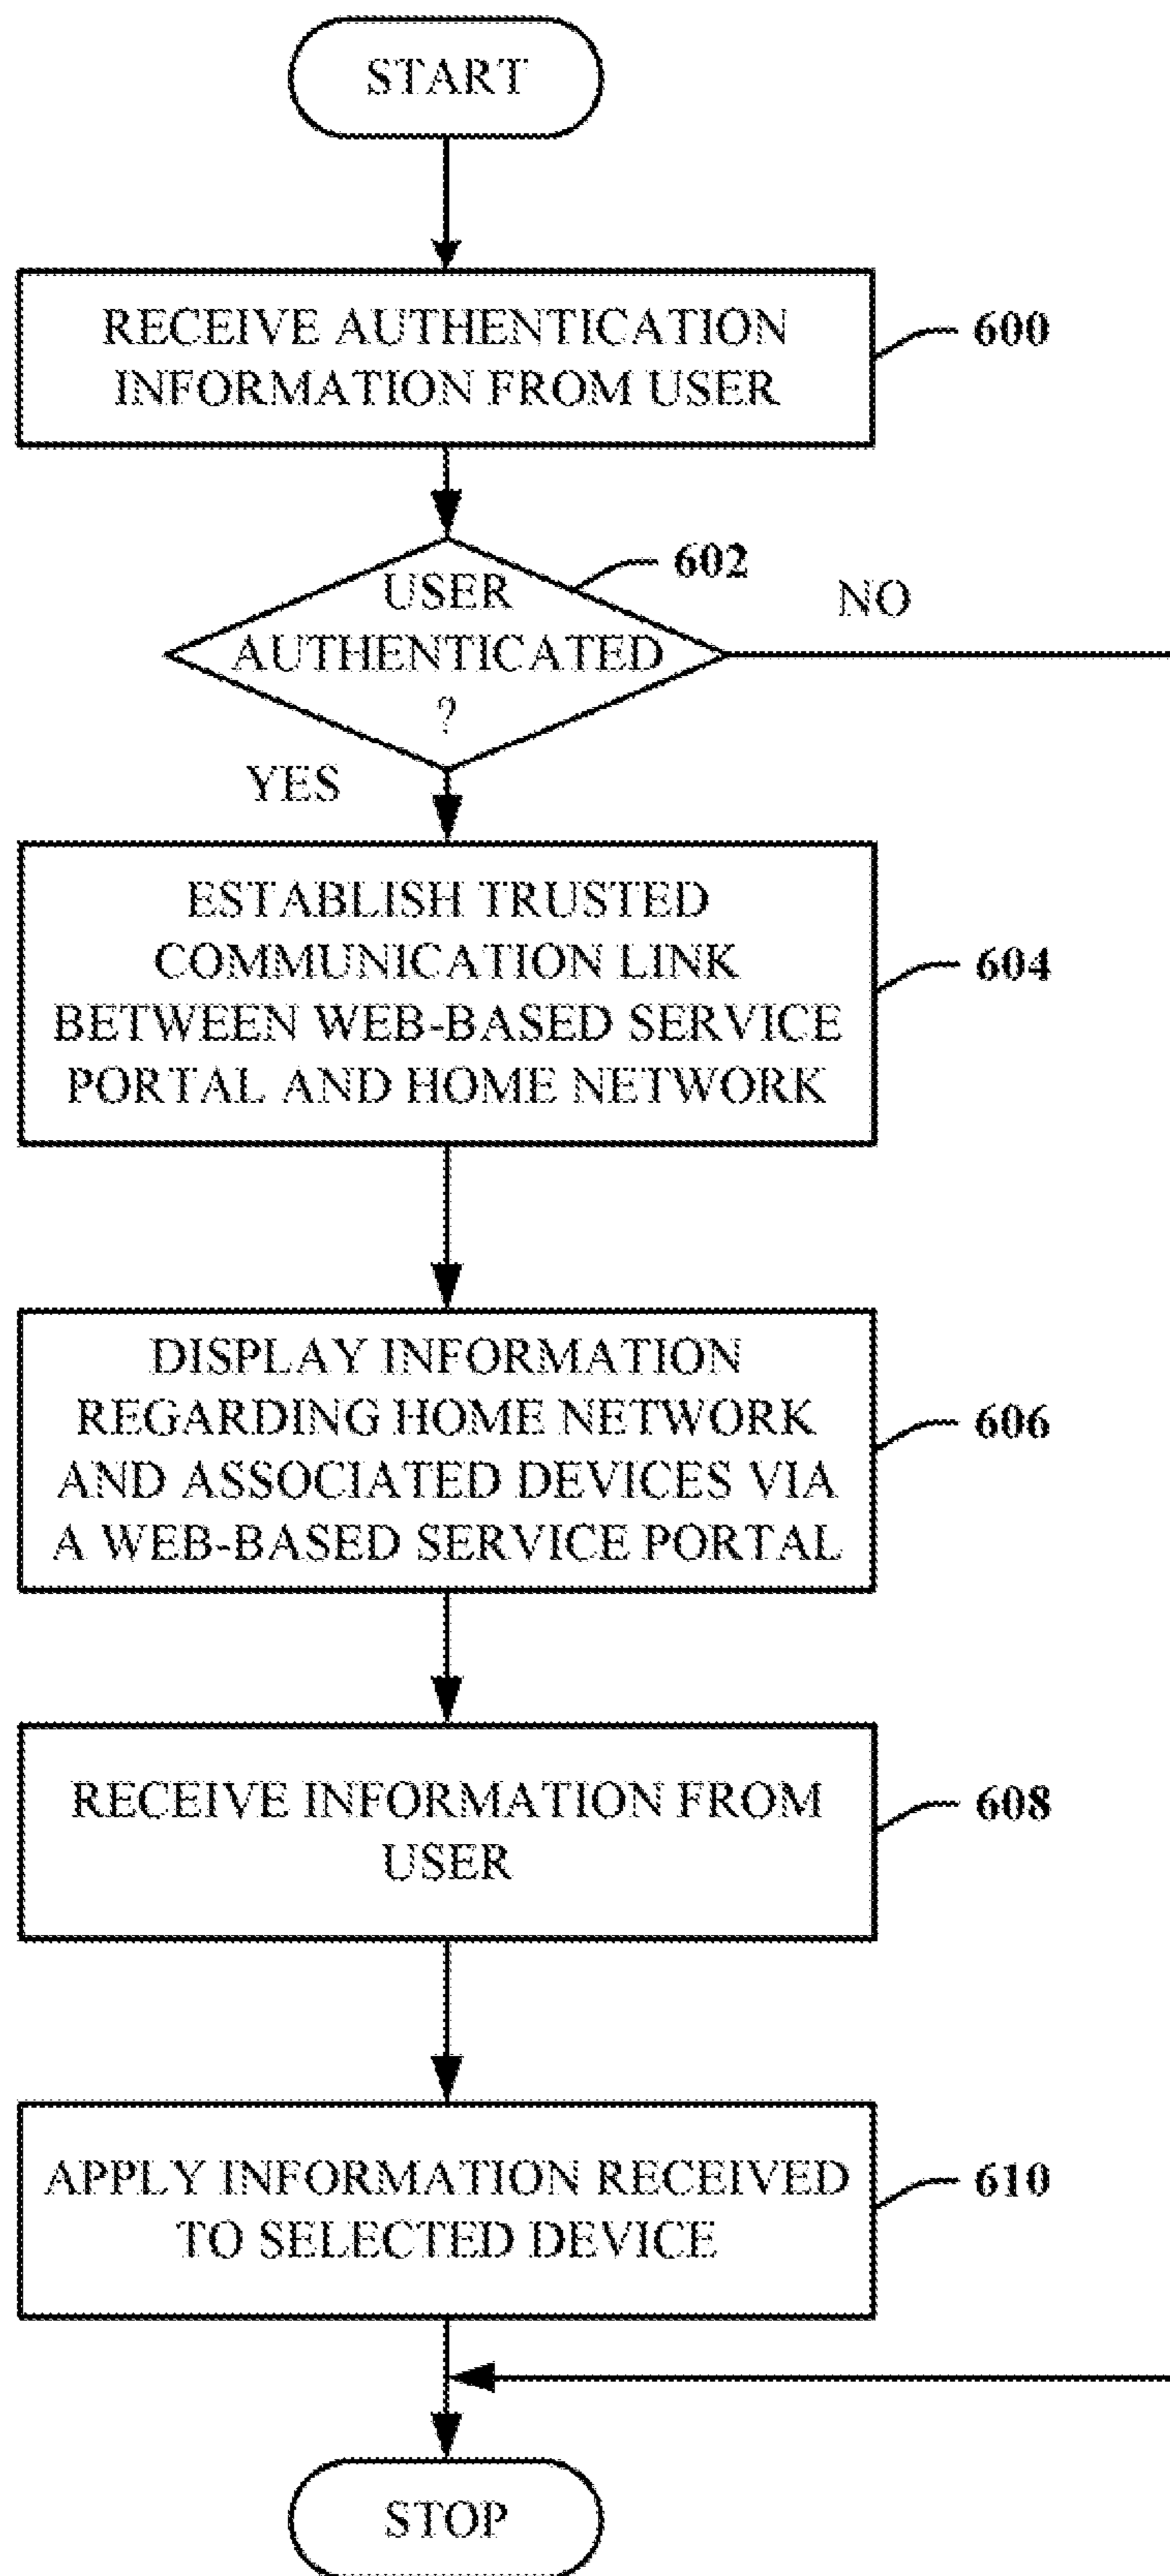 START
RECEIVE AUTHENTICATION
INFORMATION FROM USER
600
602
USER
AUTHENTICATED
?
NO
YES
ESTABLISH TRUSTED
COMMUNICATION LINK
BETWEEN WEB-BASED SERVICE
PORTAL AND HOME NETWORK
604
DISPLAY INFORMATION
REGARDING HOME NETWORK
AND ASSOCIATED DEVICES VIA
A WEB-BASED SERVICE PORTAL
606
RECEIVE INFORMATION FROM
USER
608
APPLY INFORMATION RECEIVED
TO SELECTED DEVICE
610
STOP